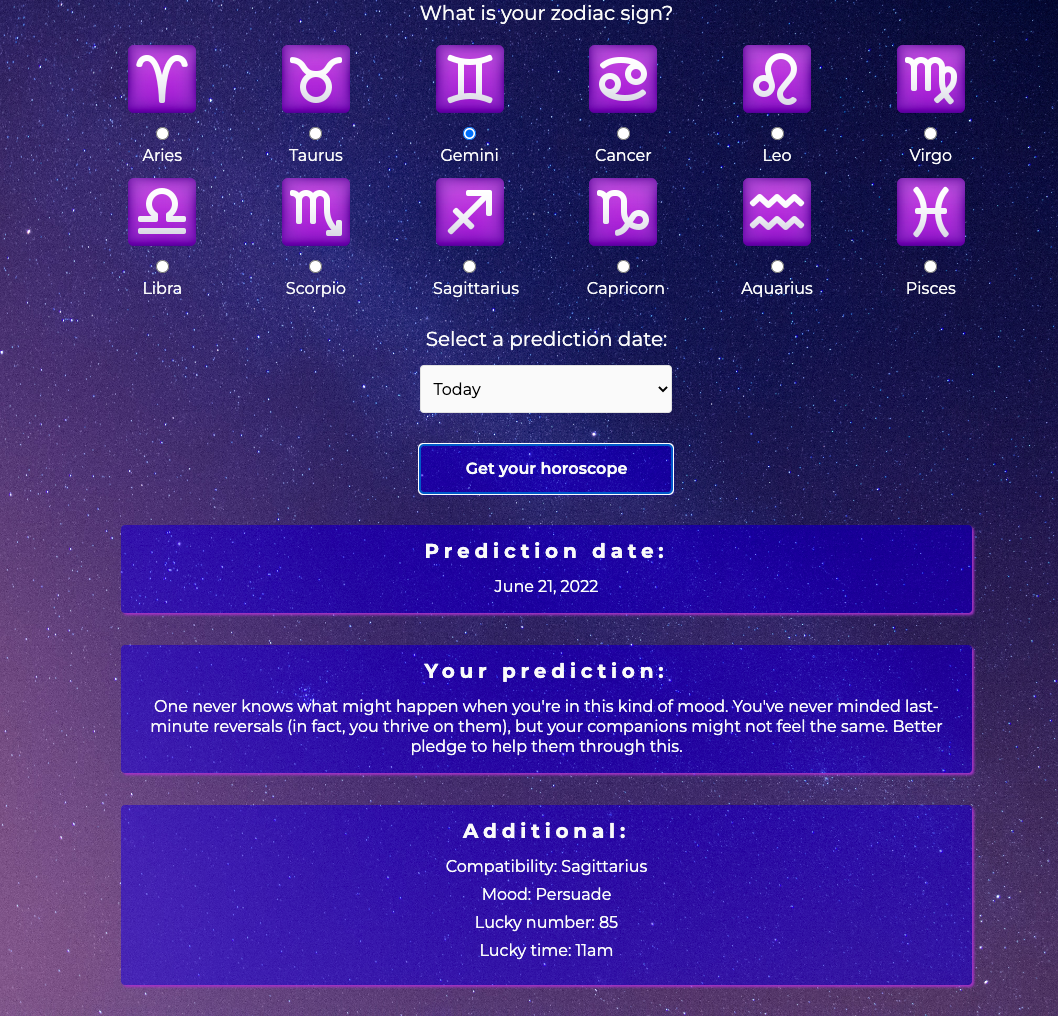 What is your zodiac sign?
Aries Taurus Gemini Cancer Leo Virgo
Libra Scorpio Sagittarius Capricorn Aquarius Pisces
Select a prediction date:
Today
Get your horoscope
Prediction date:
June 21, 2022
Your prediction:
One never knows what might happen when you're in this kind of mood. You've never minded last-
minute reversals (in fact, you thrive on them), but your companions might not feel the same. Better
pledge to help them through this.
Additional:
Compatibility: Sagittarius
Mood: Persuade
Lucky number: 85
Lucky time: 11am